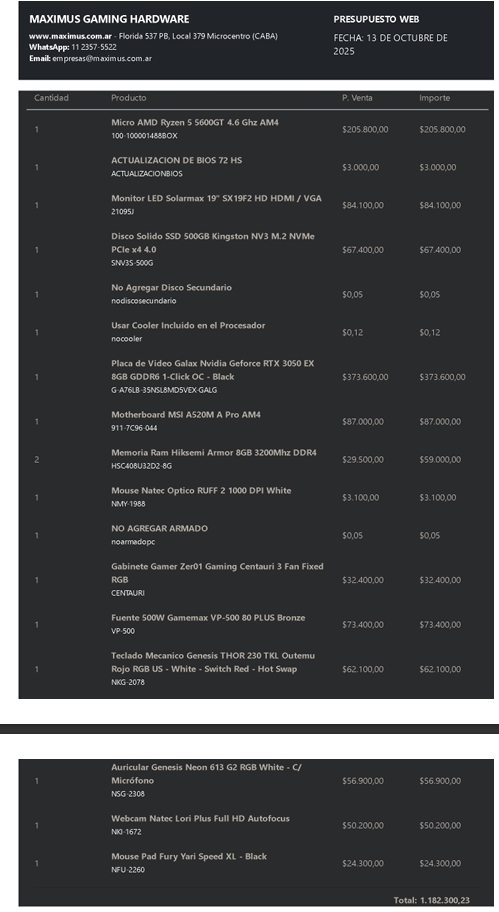 MAXIMUS GAMING HARDWARE
www.maximus.com.ar - Florida 537 PB, Local 379 Microcentro (CABA)
WhatsApp: 11 2357-5522
Email: empresas@maximus.com.ar
PRESUPUESTO WEB
FECHA: 13 DE OCTUBRE DE
2025
Cantidad Producto P. Venta Importe
1 Micro AMD Ryzen 5 5600GT 4.6 Ghz AM4 $205.800,00 $205.800,00
100-100001488BOX
1 ACTUALIZACION DE BIOS 72 HS $3.000,00 $3.000,00
ACTUALIZACIONBIOS
1 Monitor LED Solarmax 19" SX19F2 HD HDMI / VGA $84.100,00 $84.100,00
21095J
Disco Solido SSD 500GB Kingston NV3 M.2 NVMe
1 PCIe x4 4.0 $67.400,00 $67.400,00
SNV3S-500G
1 No Agregar Disco Secundario $0,05 $0,05
nodiscosecundario
1 Usar Cooler Incluido en el Procesador $0,12 $0,12
nocooler
Placa de Video Galax Nvidia Geforce RTX 3050 EX
1 8GB GDDR6 1-Click OC - Black $373.600,00 $373.600,00
G-A76LB-35NSL8MD5VEX-GALG
1 Motherboard MSI A520M A Pro AM4 $87.000,00 $87.000,00
911-7C96-044
2 Memoria Ram Hiksemi Armor 8GB 3200Mhz DDR4 $29.500,00 $59.000,00
HSC408U32D2-8G
1 Mouse Natec Optico RUFF 2 1000 DPI White $3.100,00 $3.100,00
NMY-1988
1 NO AGREGAR ARMADO $0,05 $0,05
noarmadopc
Gabinete Gamer Zer01 Gaming Centauri 3 Fan Fixed
1 RGB $32.400,00 $32.400,00
CENTAURI
1 Fuente 500W Gamemax VP-500 80 PLUS Bronze $73.400,00 $73.400,00
VP-500
Teclado Mecanico Genesis THOR 230 TKL Outemu
1 Rojo RGB US - White - Switch Red - Hot Swap $62.100,00 $62.100,00
NKG-2078
Auricular Genesis Neon 613 G2 RGB White - C/
1 Micrófono $56.900,00 $56.900,00
NSG-2308
1 Webcam Natec Lori Plus Full HD Autofocus $50.200,00 $50.200,00
NKI-1672
1 Mouse Pad Fury Yari Speed XL - Black $24.300,00 $24.300,00
NFU-2260
Total: 1.182.300,23